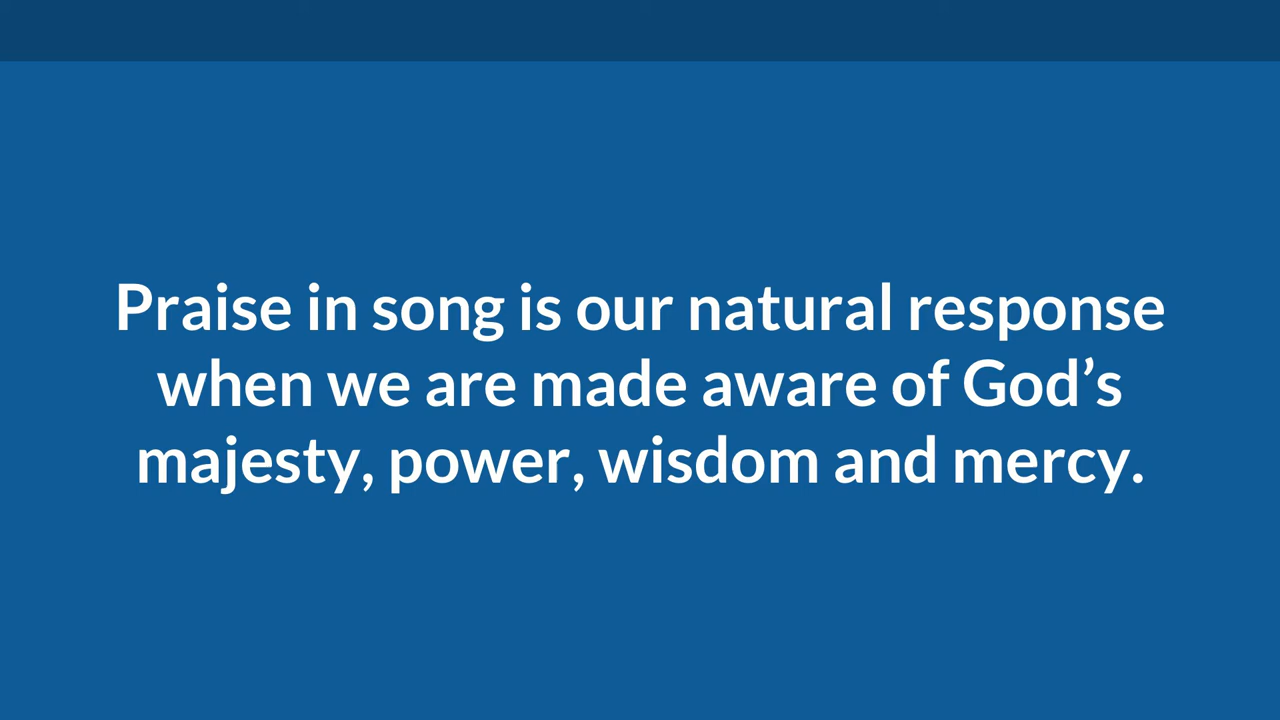 Praise in song is our natural response
when we are made aware of God’s
majesty, power, wisdom and mercy.